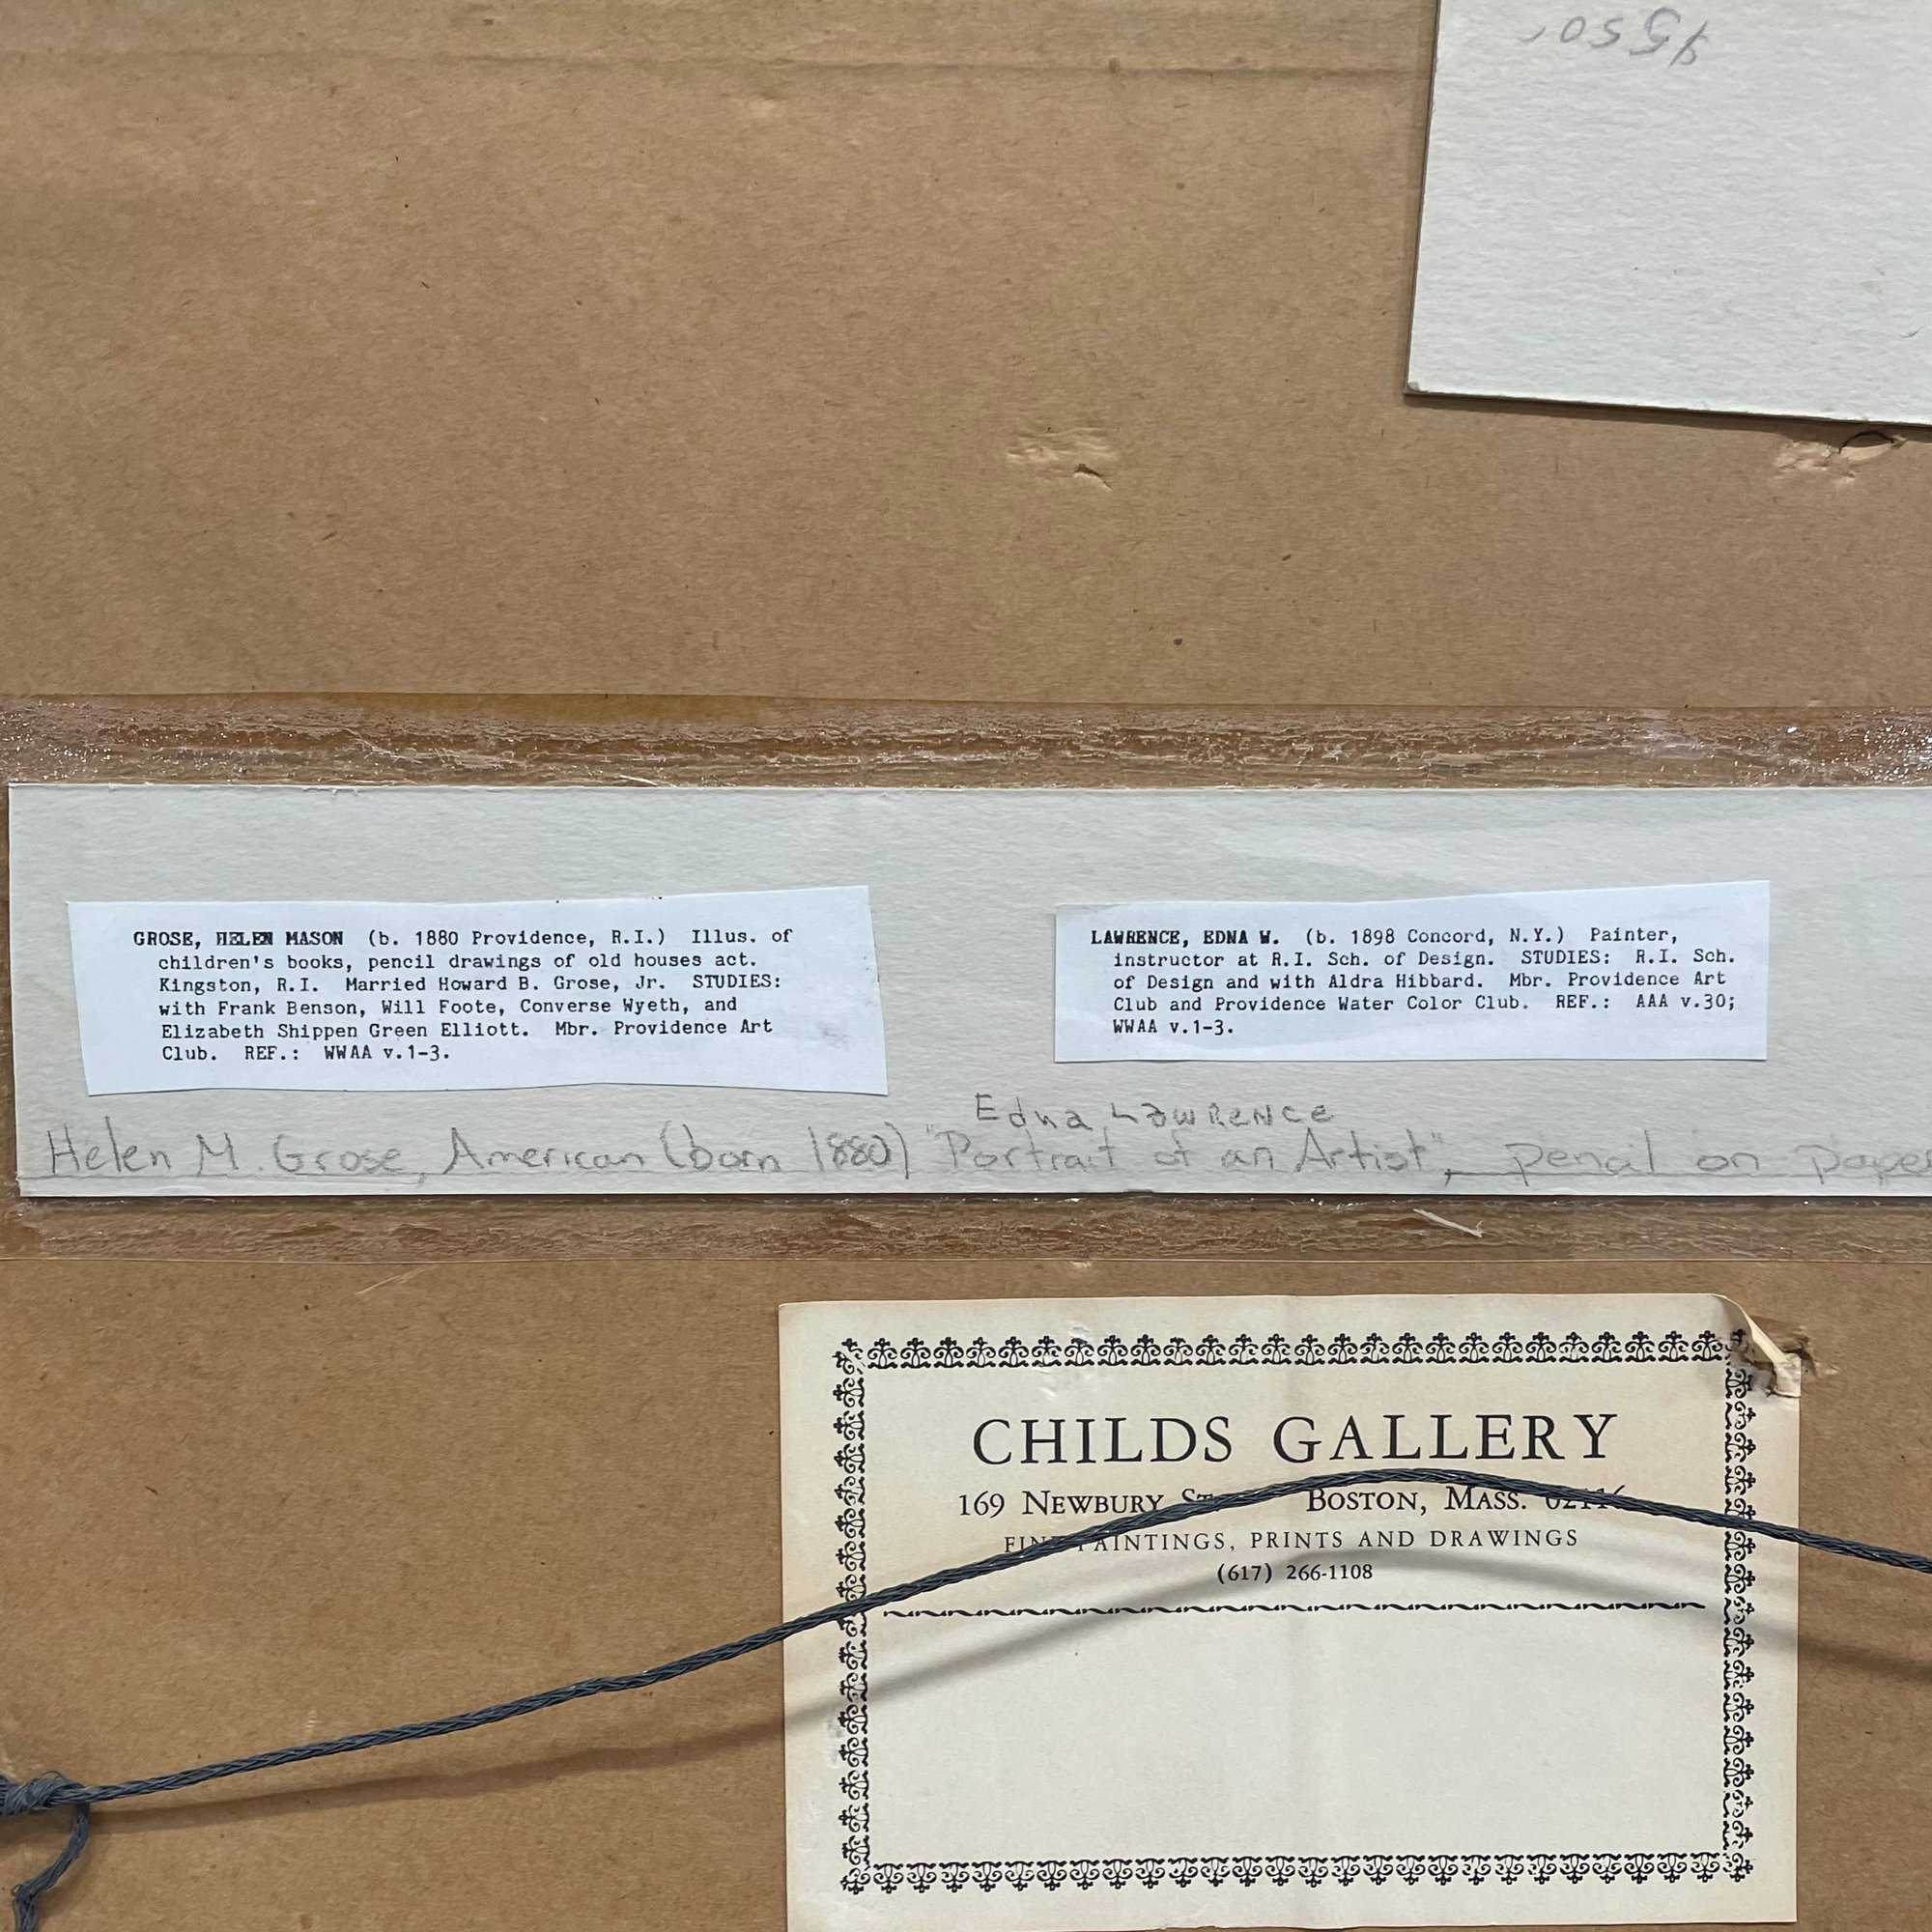 GROSE, HELEN MASON (b. 1880 Providence, R.I.) Illus. of
children's books, pencil drawings of old houses act.
Kingston, R.I. Married Howard B. Grose, Jr. STUDIES:
with Frank Benson, Will Foote, Converse Wyeth, and
Elizabeth Shippen Green Elliott. Mbr. Providence Art
Club. REF.: WWAA v.1-3.
LAWRENCE, EDNA W. (b. 1898 Concord, N.Y.) Painter,
instructor at R.I. Sch. of Design. STUDIES: R.I. Sch.
of Design and with Aldra Hibbard. Mbr. Providence Art
Club and Providence Water Color Club. REF.: AAA v.30;
WWAA v.1-3.
Edna Lawrence
Helen M. Grose, American (born 1880) "Portrait of an Artist", pencil on paper
CHILDS GALLERY
169 NEWBURY BOSTON, MASS. 02116
FINE PAINTINGS, PRINTS AND DRAWINGS
(617) 266-1108